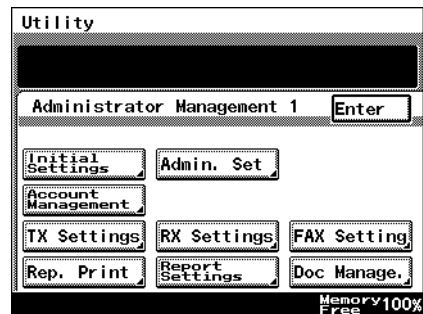 Utility
Administrator Management 1
Enter
Initial
Settings
Admin. Set
Account
Management
TX Settings
RX Settings
FAX Setting
Rep. Print
Report
Settings
Doc Manage.
Memory
Free 100%